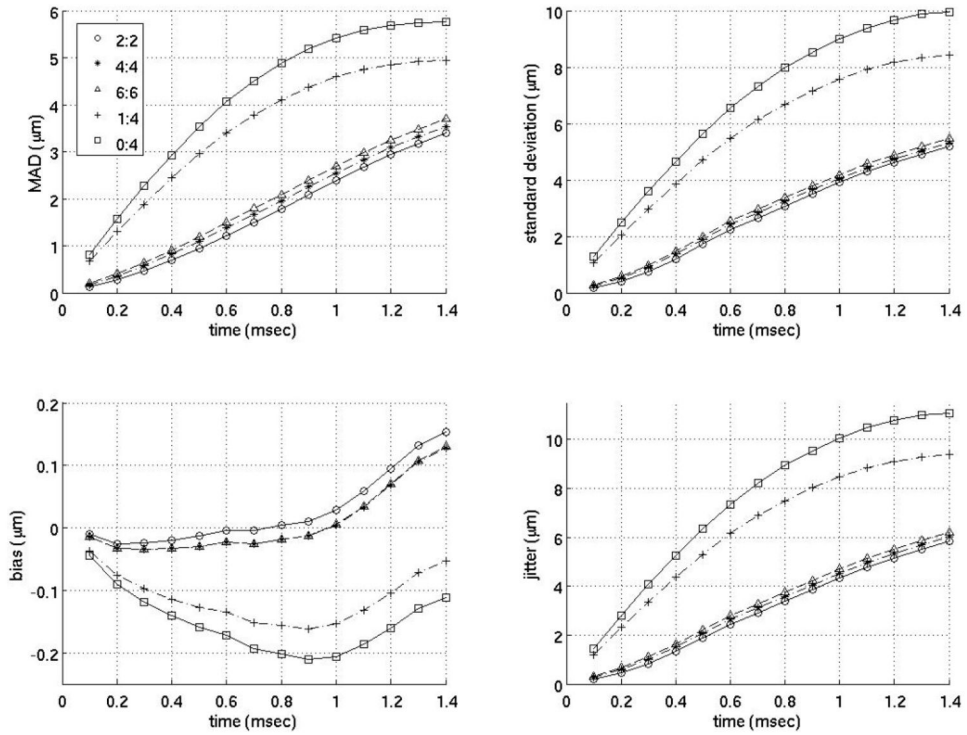 6
5
4
3
2
1
0
MAD (μm)
2:2
4:4
6:6
1:4
0:4
0 0.2 0.4 0.6 0.8 1 1.2 1.4
time (msec)
10
8
6
4
2
0
standard deviation (μm)
0 0.2 0.4 0.6 0.8 1 1.2 1.4
time (msec)
0.2
0.1
0
-0.1
-0.2
bias (μm)
0 0.2 0.4 0.6 0.8 1 1.2 1.4
time (msec)
10
8
6
4
2
0
jitter (μm)
0 0.2 0.4 0.6 0.8 1 1.2 1.4
time (msec)